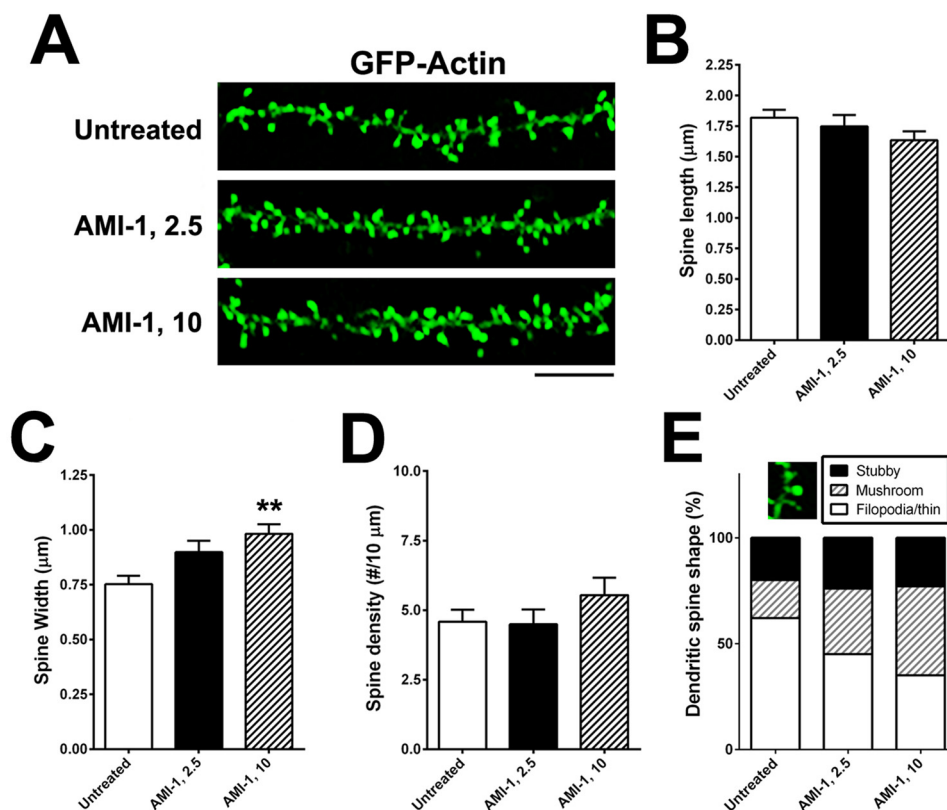 A
GFP-Actin
Untreated
AMI-1, 2.5
AMI-1, 10
B
Spine length (μm)
2.25
2.00
1.75
1.50
1.25
1.00
0.75
0.50
0.25
0.00
Untreated
AMI-1, 2.5
AMI-1, 10
C
Spine Width (μm)
1.25
1.00
0.75
0.50
0.25
0.00
**
Untreated
AMI-1, 2.5
AMI-1, 10
D
Spine density (#/10 μm)
10.0
7.5
5.0
2.5
0.0
Untreated
AMI-1, 2.5
AMI-1, 10
E
Stubby
Mushroom
Filopodia/thin
Dendritic spine shape (%)
100
50
0
Untreated
AMI-1, 2.5
AMI-1, 10